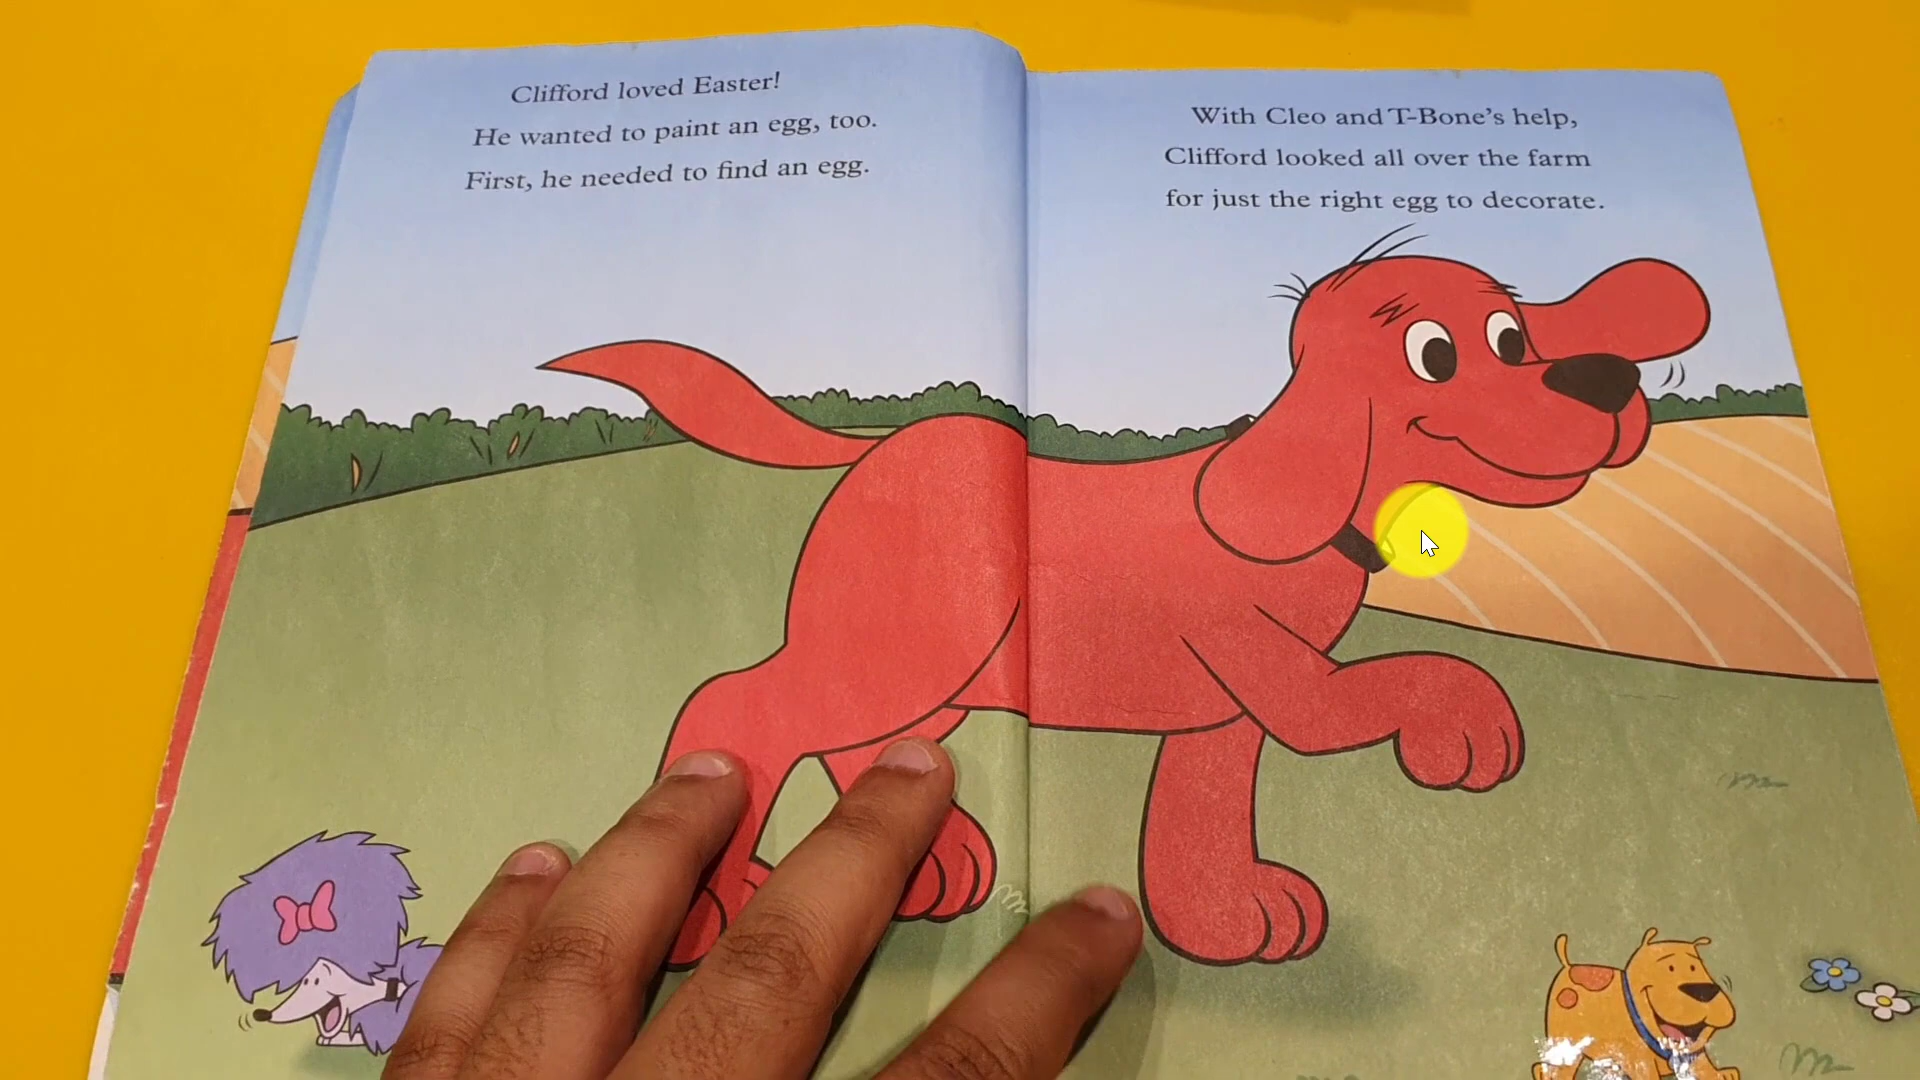 Clifford loved Easter!
He wanted to paint an egg, too.
First, he needed to find an egg.
With Cleo and T-Bone's help,
Clifford looked all over the farm
for just the right egg to decorate.